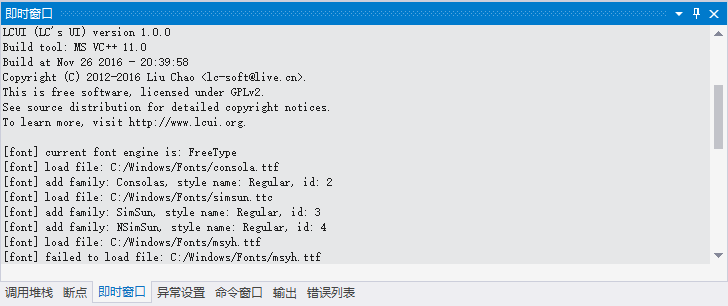 即时窗口
LCUI (LC's UI) version 1.0.0
Build tool: MS VC++ 11.0
Build at Nov 26 2016 - 20:39:58
Copyright (C) 2012-2016 Liu Chao <lc-soft@live.cn>.
This is free software, licensed under GPLv2.
See source distribution for detailed copyright notices.
To learn more, visit http://www.lcui.org.
[font] current font engine is: FreeType
[font] load file: C:/Windows/Fonts/consola.ttf
[font] add family: Consolas, style name: Regular, id: 2
[font] load file: C:/Windows/Fonts/simsun.ttc
[font] add family: SimSun, style name: Regular, id: 3
[font] add family: NSimSun, style name: Regular, id: 4
[font] load file: C:/Windows/Fonts/msyh.ttf
[font] failed to load file: C:/Windows/Fonts/msyh.ttf
调用堆栈 断点 即时窗口 异常设置 命令窗口 输出 错误列表